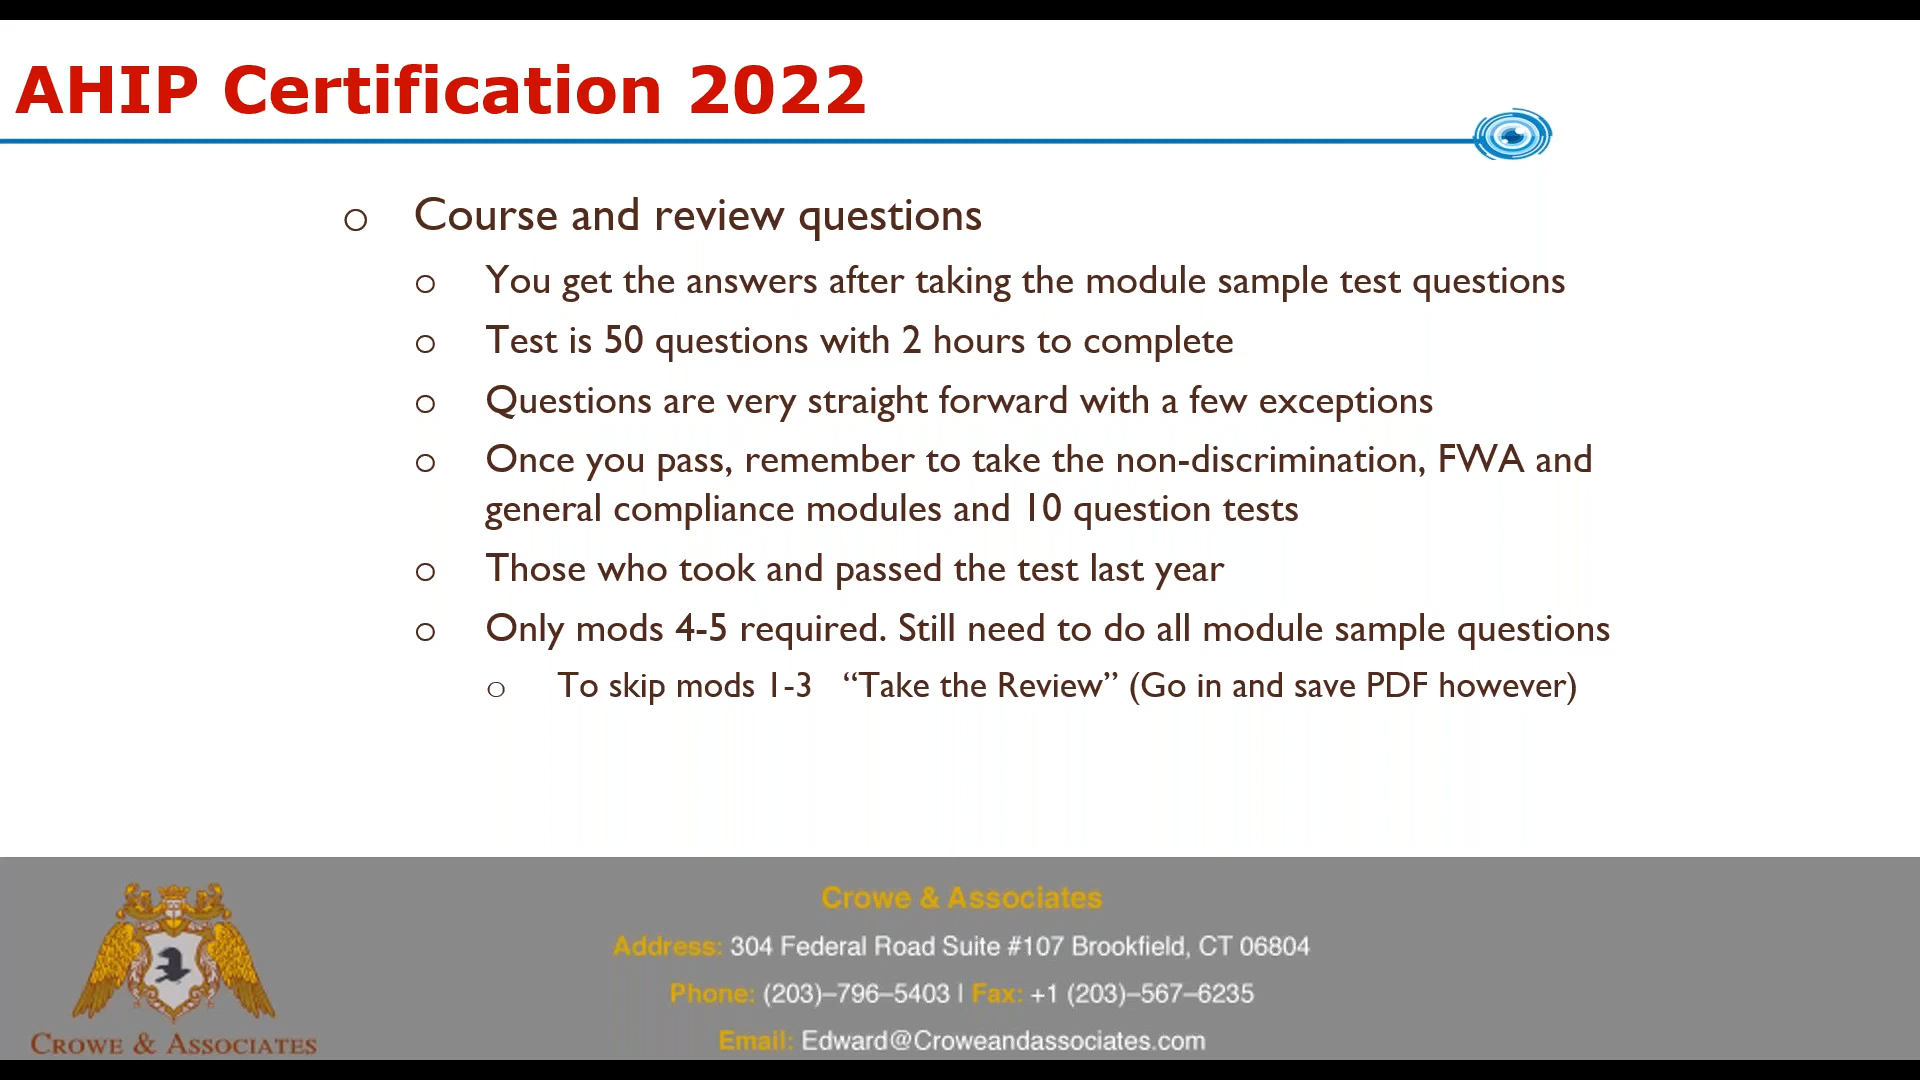 AHIP Certification 2022
o Course and review questions
o You get the answers after taking the module sample test questions
o Test is 50 questions with 2 hours to complete
o Questions are very straight forward with a few exceptions
o Once you pass, remember to take the non-discrimination, FWA and
general compliance modules and 10 question tests
o Those who took and passed the test last year
o Only mods 4-5 required. Still need to do all module sample questions
o To skip mods 1-3 “Take the Review” (Go in and save PDF however)
Crowe & Associates
Address: 304 Federal Road Suite #107 Brookfield, CT 06804
Phone: (203)–796–5403 | Fax: +1 (203)–567–6235
Email: Edward@Croweandassociates.com
CROWE & ASSOCIATES